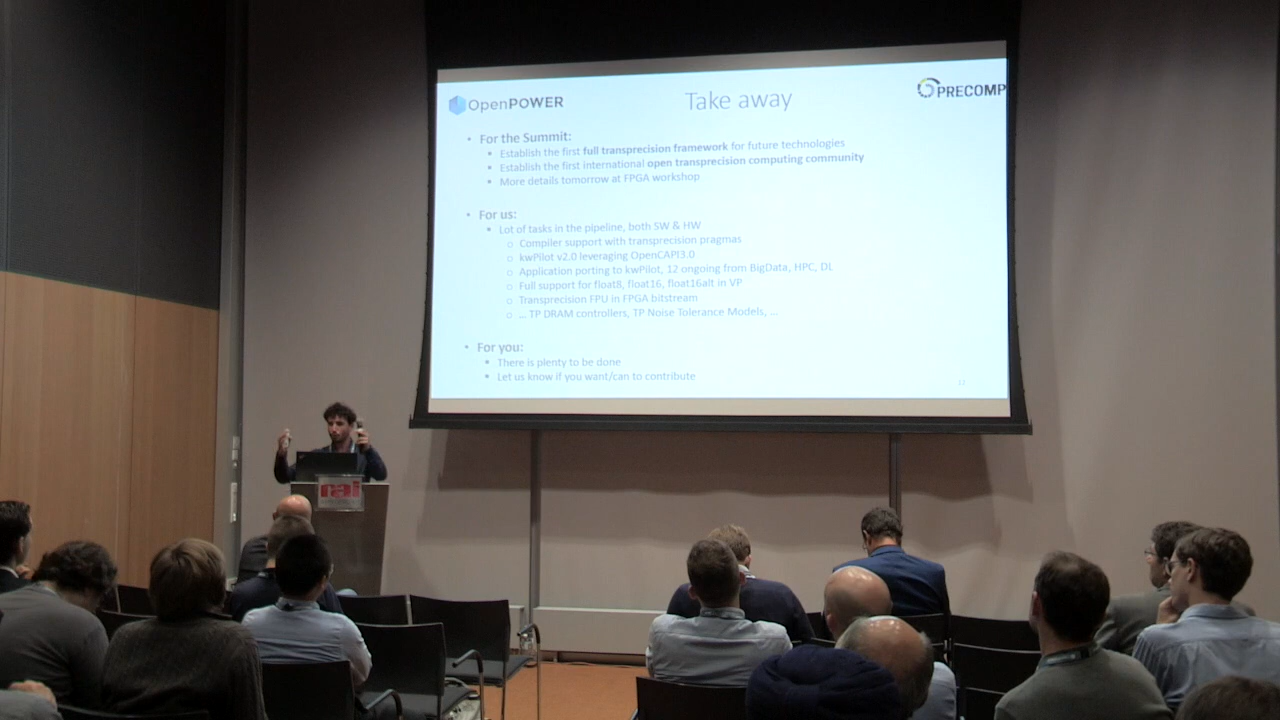 OpenPOWER
Take away
PRECOMP
• For the Summit:
▪ Establish the first full transprecision framework for future technologies
▪ Establish the first international open transprecision computing community
▪ More details tomorrow at FPGA workshop
• For us:
▪ Lot of tasks in the pipeline, both SW & HW
o Compiler support with transprecision pragmas
o kwPilot v2.0 leveraging OpenCAPI3.0
o Application porting to kwPilot, 12 ongoing from BigData, HPC, DL
o Full support for float8, float16, float16alt in VP
o Transprecision FPU in FPGA bitstream
o ... TP DRAM controllers, TP Noise Tolerance Models, ...
• For you:
▪ There is plenty to be done
▪ Let us know if you want/can to contribute
rai